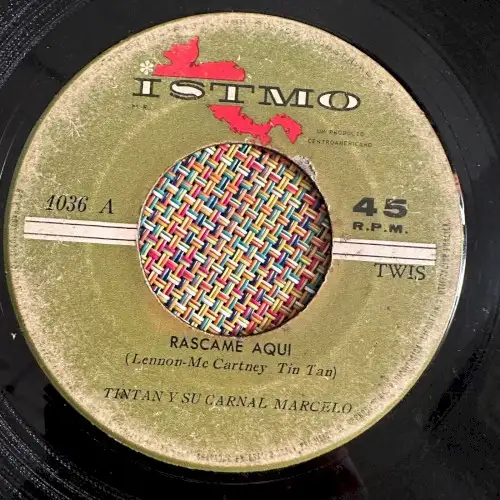 ISTMO
UN PRODUCTO
CENTROAMERICANO
4036 A
45
R.P.M.
TWIS
RASCAME AQUI
(Lennon-Mc Cartney Tin Tan)
TINTAN Y SU CARNAL MARCELO